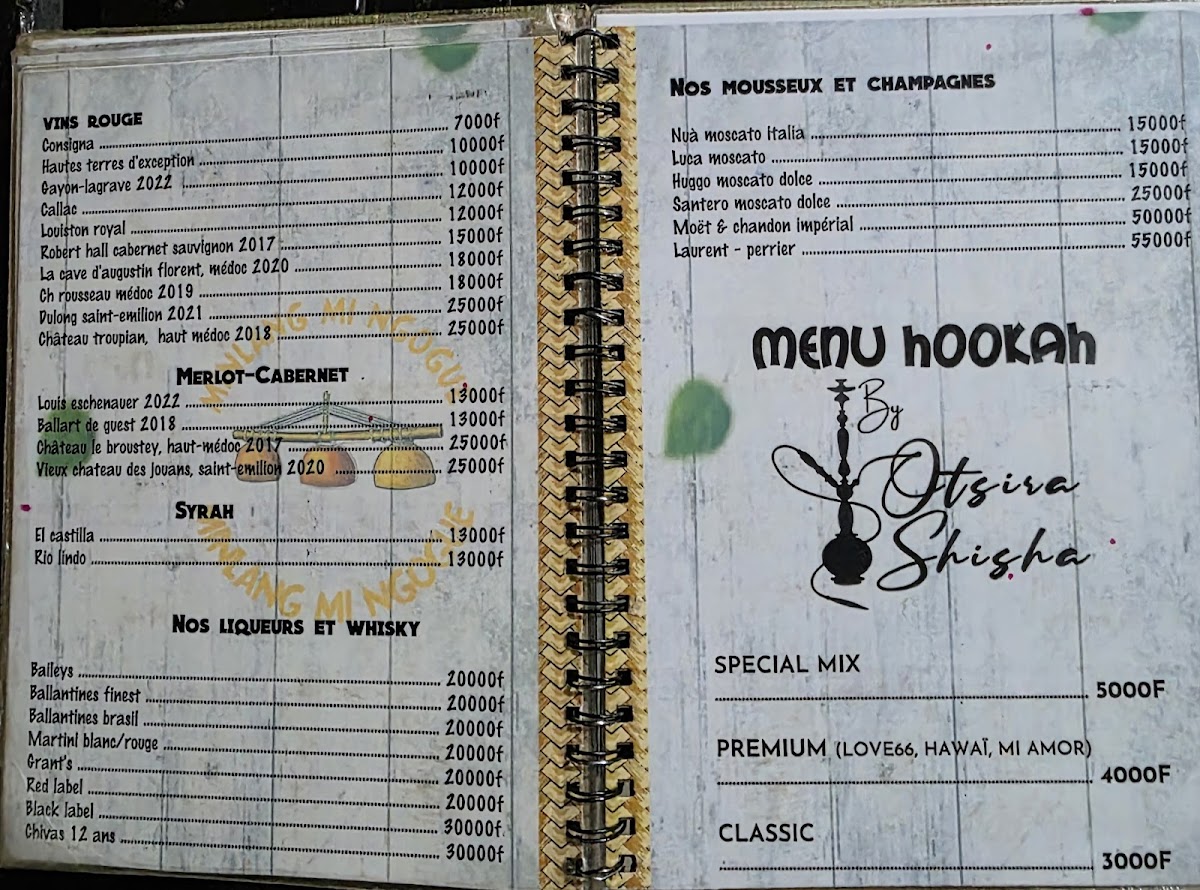 VINS ROUGE
Consigna 7000f
Hautes terres d'exception 10000f
Gayon-lagrave 2022 10000f
Callac 12000f
Louiston royal 12000f
Robert hall cabernet sauvignon 2017 15000f
La cave d'augustin florent, médoc 2020 18000f
Ch rousseau médoc 2019 18000f
Dulong saint-emilion 2021 25000f
Château troupian, haut médoc 2018 25000f
MERLOT-CABERNET
Louis eschenauer 2022 13000f
Ballart de guest 2018 13000f
Château le broustey, haut-médoc 2017 25000f
Vieux chateau des jouans, saint-emilion 2020 25000f
MINLANG MI NGOGUE
SYRAH
El castilla 13000f
Rio lindo 13000f
MINLANG MI NGOGUE
NOS LIQUEURS ET WHISKY
Baileys 20000f
Ballantines finest 20000f
Ballantines brasil 20000f
Martini blanc/rouge 20000f
Grant's 20000f
Red label 20000f
Black label 30000f.
Chivas 12 ans 30000f
NOS MOUSSEUX ET CHAMPAGNES
Nuà moscato italia 15000f
Luca moscato 15000f
Huggo moscato dolce 15000f
Santero moscato dolce 25000f
Moët & chandon impérial 50000f
Laurent - perrier 55000f
MENU HOOKAH
By
Otsira
Shisha
SPECIAL MIX
5000F
PREMIUM (LOVE66, HAWAÏ, MI AMOR)
4000F
CLASSIC
3000F